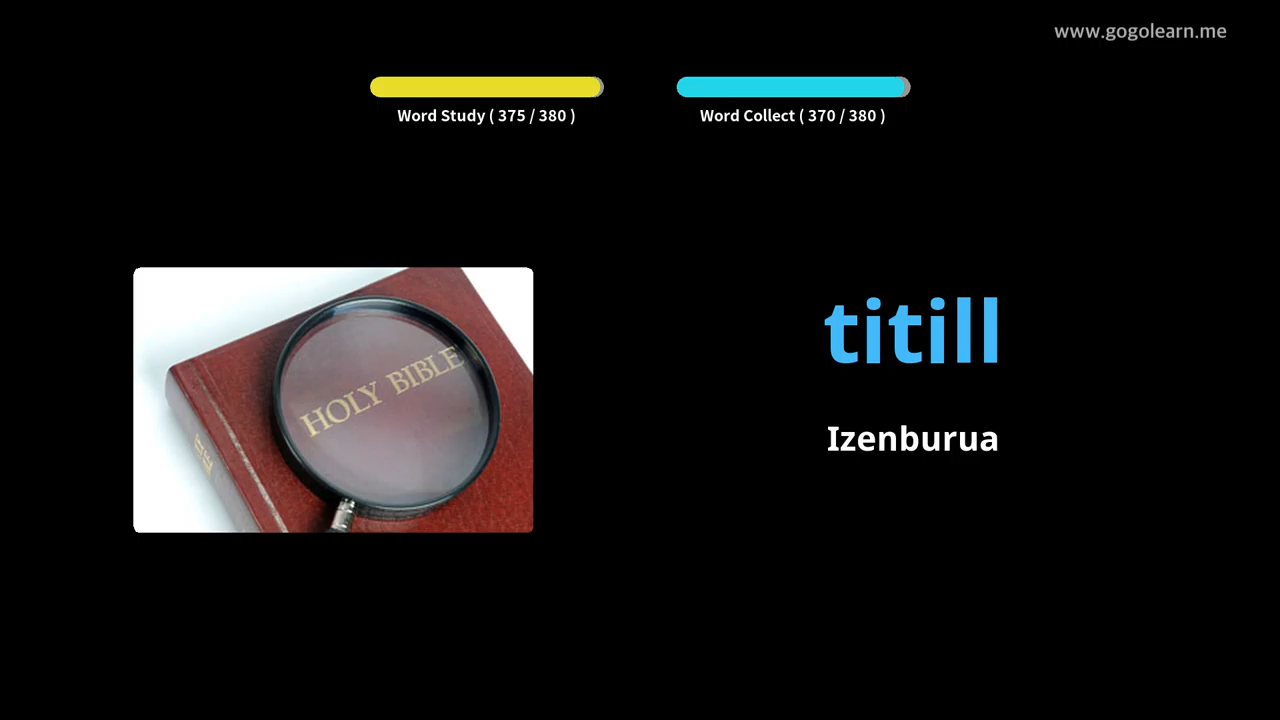 www.gogolearn.me
Word Study ( 375 / 380 )
Word Collect ( 370 / 380 )
HOLY BIBLE
titill
Izenburua